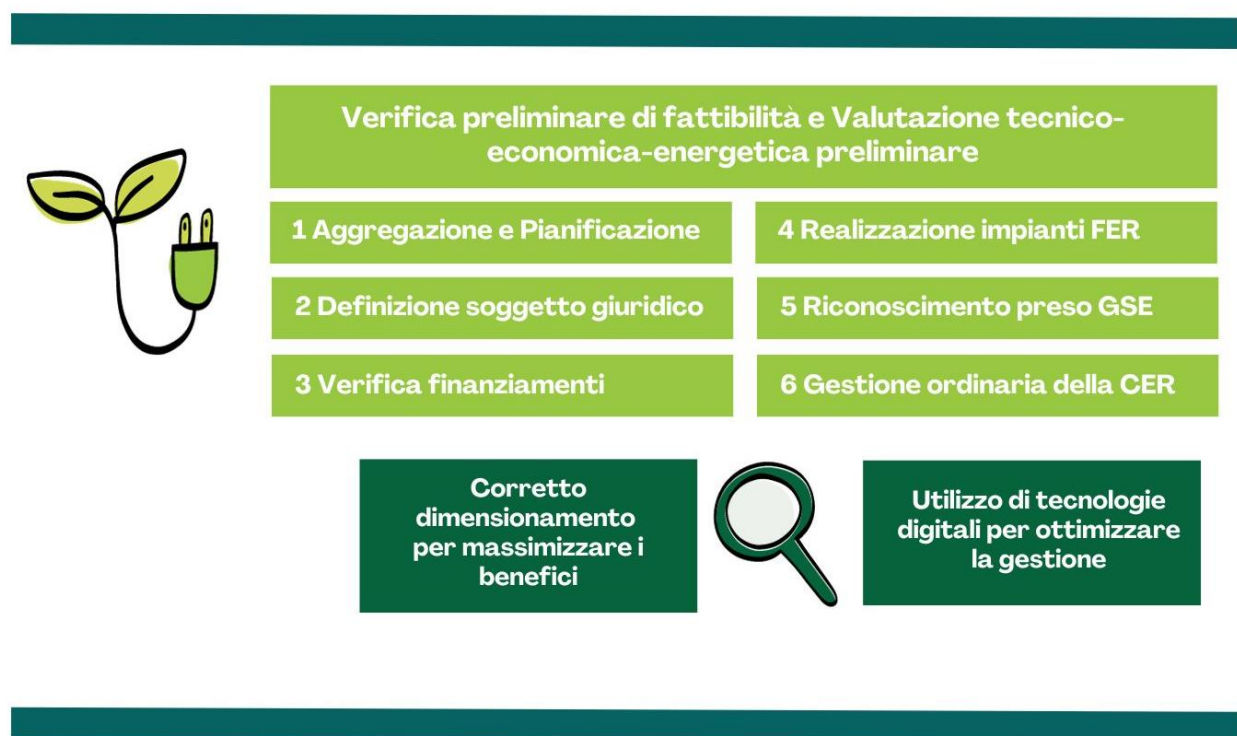 Verifica preliminare di fattibilità e Valutazione tecnico-
economica-energetica preliminare
1 Aggregazione e Pianificazione
2 Definizione soggetto giuridico
3 Verifica finanziamenti
4 Realizzazione impianti FER
5 Riconoscimento preso GSE
6 Gestione ordinaria della CER
Corretto
dimensionamento
per massimizzare i
benefici
Utilizzo di tecnologie
digitali per ottimizzare
la gestione